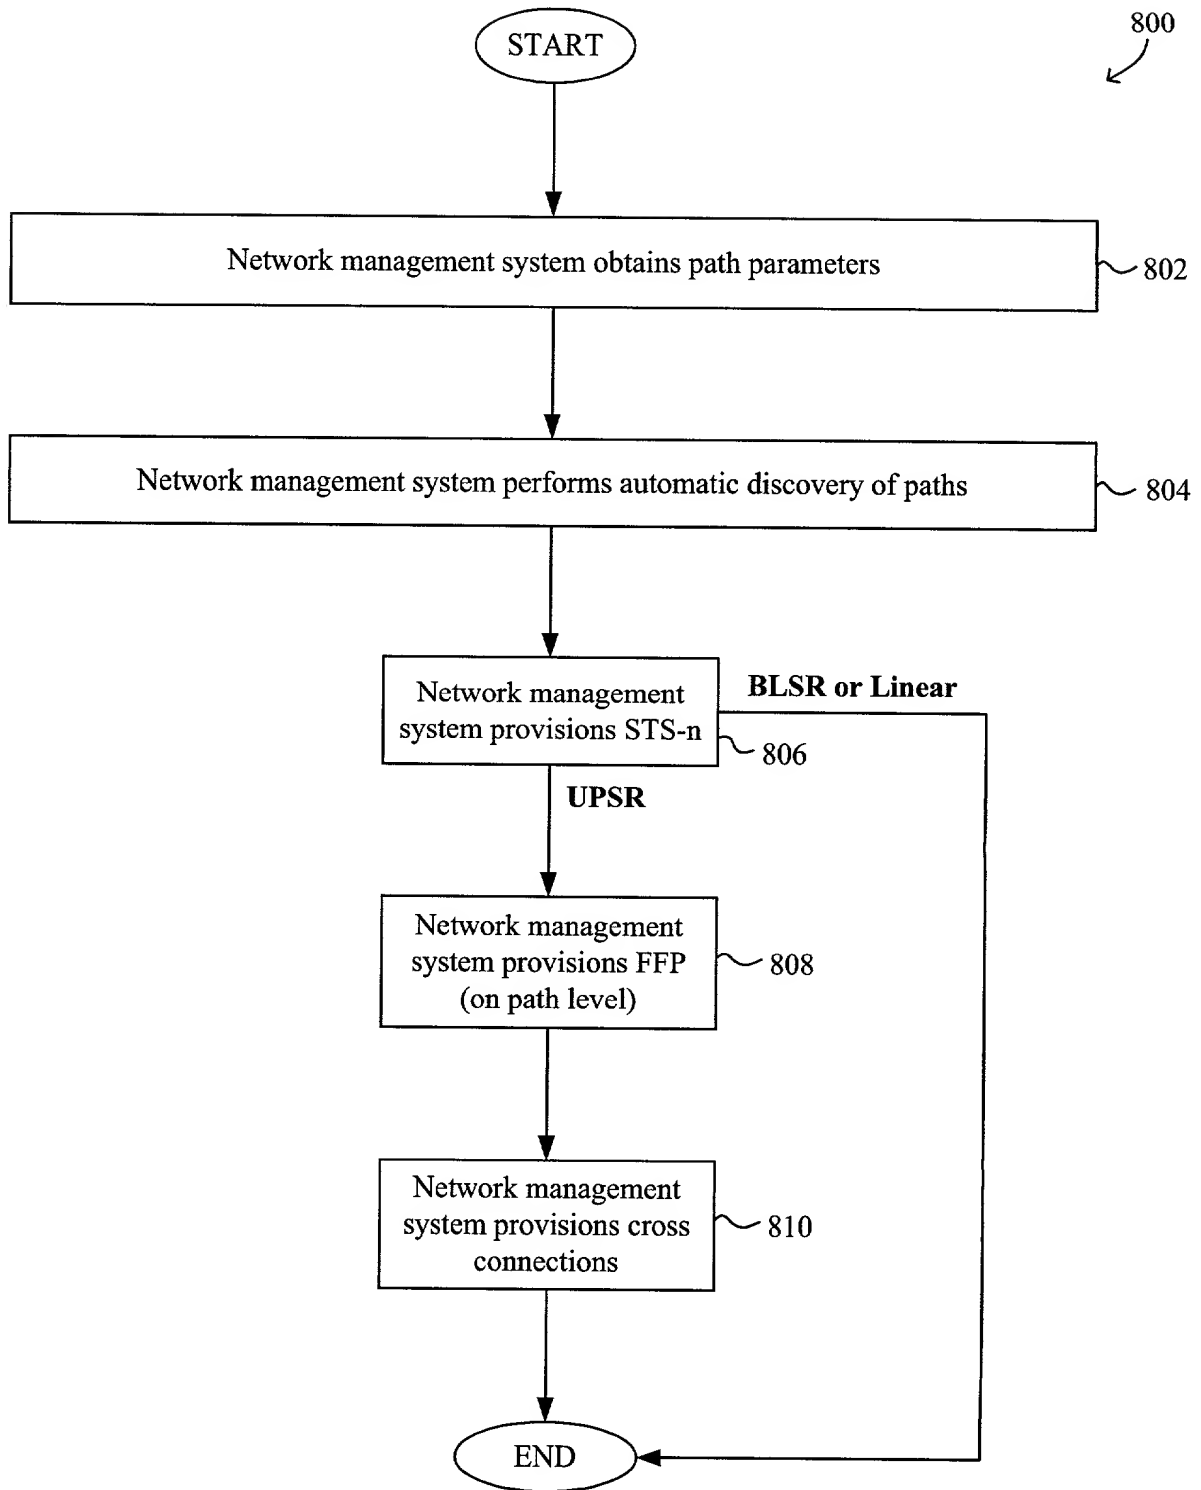 START
800
Network management system obtains path parameters
802
Network management system performs automatic discovery of paths
804
Network management
system provisions STS-n
806
BLSR or Linear
UPSR
Network management
system provisions FFP
(on path level)
808
Network management
system provisions cross
connections
810
END